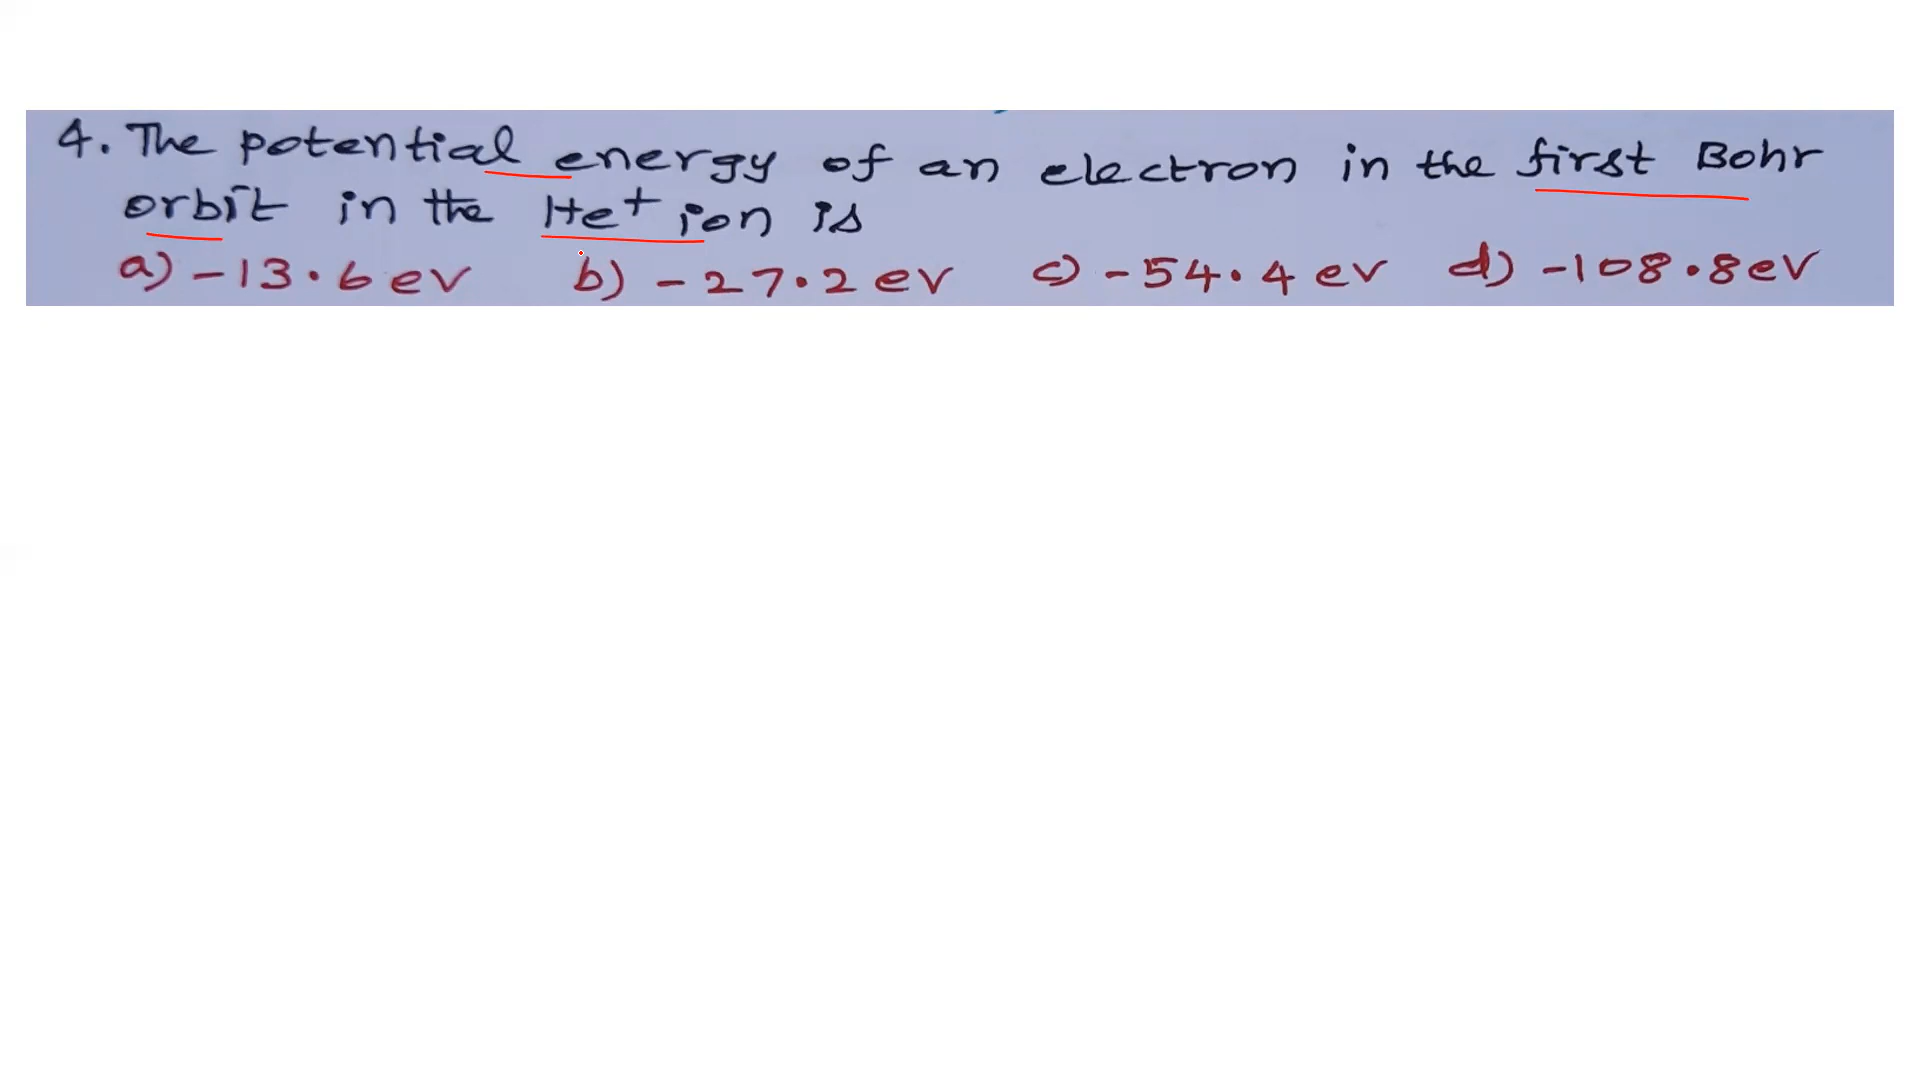 4. The potential energy of an electron in the first Bohr
orbit in the He+ ion is
a) -13.6 eV b) -27.2 eV c) -54.4 eV d) -108.8 eV